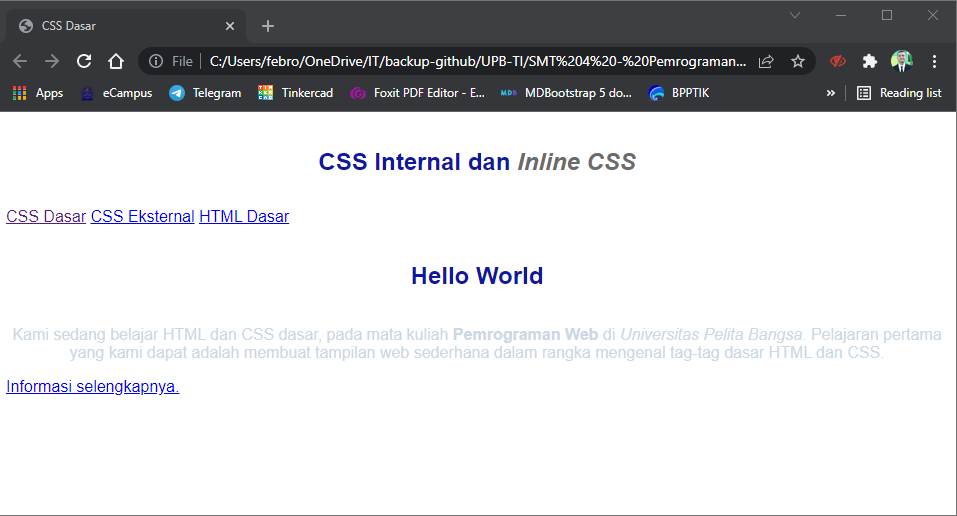 CSS Dasar
File
C:/Users/febro/OneDrive/IT/backup-github/UPB-TI/SMT%204%20-%20Pemrograman...
Apps eCampus Telegram TINKERCAD Tinkercad Foxit PDF Editor - E... MDB MDBootstrap 5 do... BPPTIK » Reading list
CSS Internal dan Inline CSS
CSS Dasar CSS Eksternal HTML Dasar
Hello World
Kami sedang belajar HTML dan CSS dasar, pada mata kuliah Pemrograman Web di Universitas Pelita Bangsa. Pelajaran pertama
yang kami dapat adalah membuat tampilan web sederhana dalam rangka mengenal tag-tag dasar HTML dan CSS.
Informasi selengkapnya.